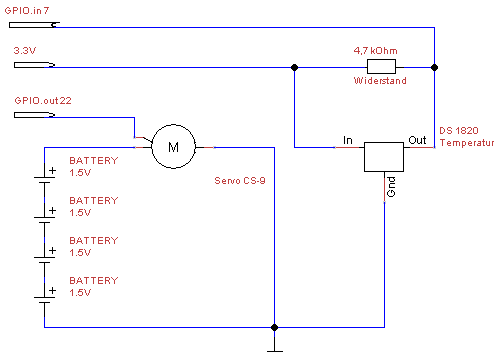 GPIO.in 7
3.3V
4,7 kOhm
Widerstand
GPIO.out 22
DS 1820
Temperatur
In
Out
M
BATTERY
1.5V
Servo CS-9
Gnd
BATTERY
1.5V
BATTERY
1.5V
BATTERY
1.5V